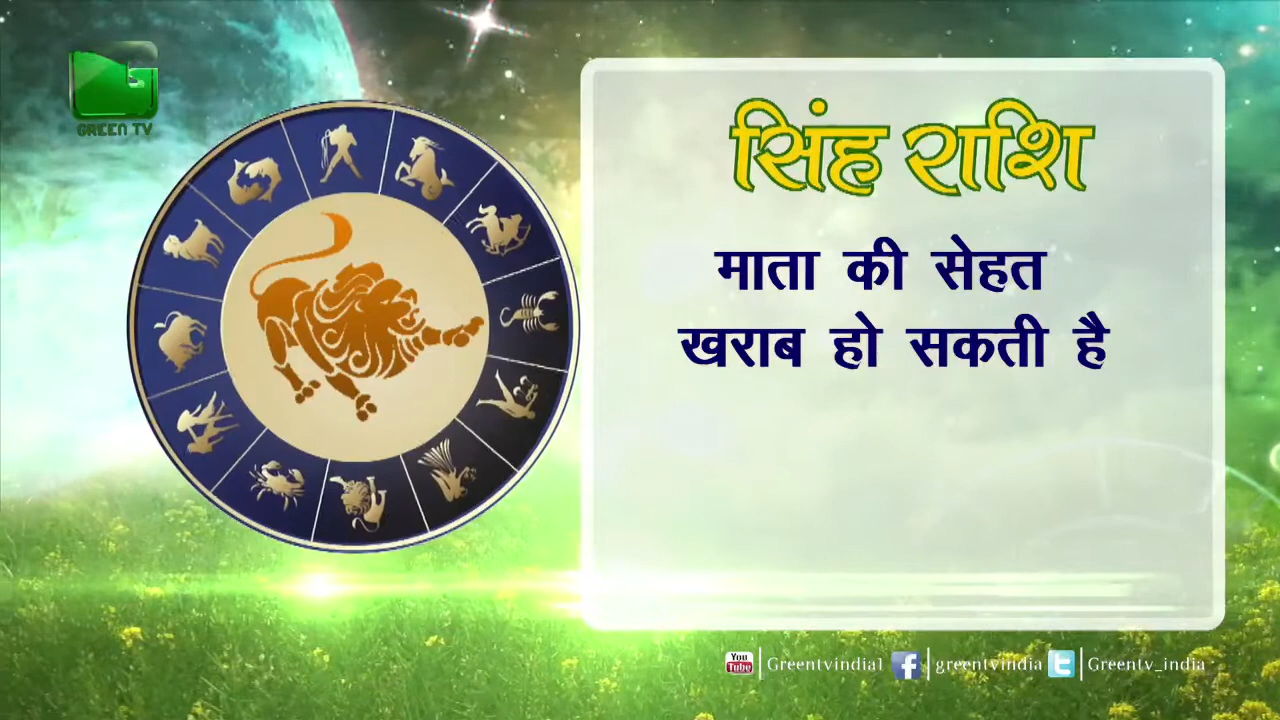 GREEN TV
सिंह राशि
माता की सेहत
खराब हो सकती है
You Tube Greentvindia1 greentvindia Greentv_india